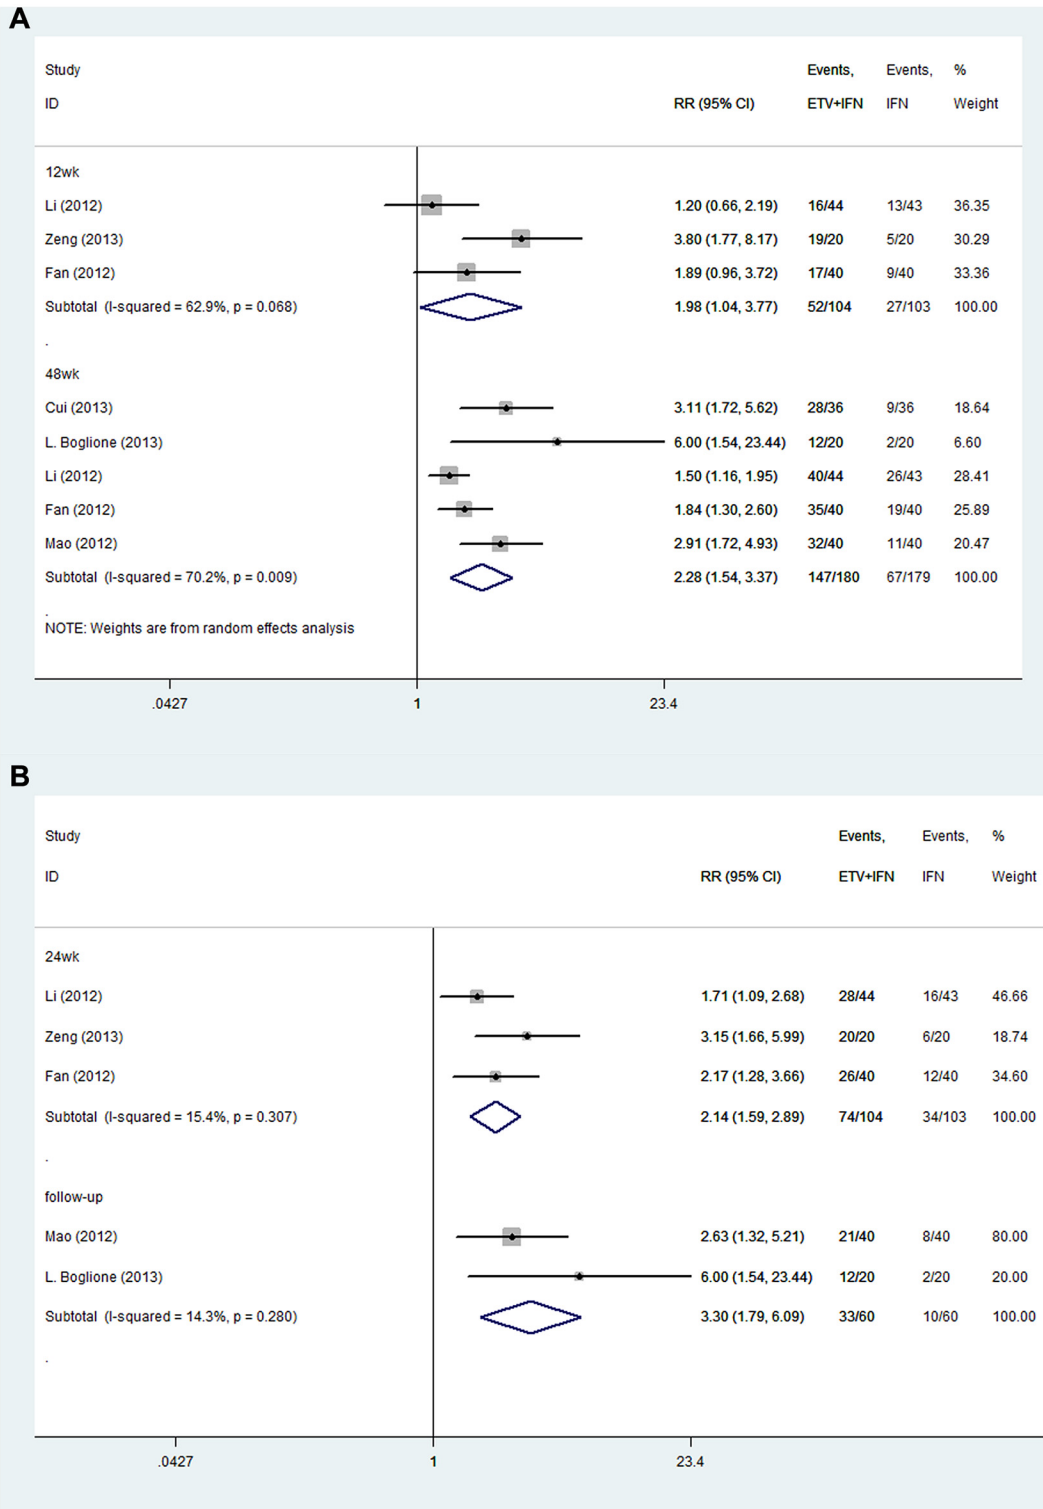 A
Study Events, Events, %
ID RR (95% CI) ETV+IFN IFN Weight
12wk
Li (2012) 1.20 (0.66, 2.19) 16/44 13/43 36.35
Zeng (2013) 3.80 (1.77, 8.17) 19/20 5/20 30.29
Fan (2012) 1.89 (0.96, 3.72) 17/40 9/40 33.36
Subtotal (I-squared = 62.9%, p = 0.068) 1.98 (1.04, 3.77) 52/104 27/103 100.00
.
48wk
Cui (2013) 3.11 (1.72, 5.62) 28/36 9/36 18.64
L. Boglione (2013) 6.00 (1.54, 23.44) 12/20 2/20 6.60
Li (2012) 1.50 (1.16, 1.95) 40/44 26/43 28.41
Fan (2012) 1.84 (1.30, 2.60) 35/40 19/40 25.89
Mao (2012) 2.91 (1.72, 4.93) 32/40 11/40 20.47
Subtotal (I-squared = 70.2%, p = 0.009) 2.28 (1.54, 3.37) 147/180 67/179 100.00
.
NOTE: Weights are from random effects analysis
.0427 1 23.4
B
Study Events, Events, %
ID RR (95% CI) ETV+IFN IFN Weight
24wk
Li (2012) 1.71 (1.09, 2.68) 28/44 16/43 46.66
Zeng (2013) 3.15 (1.66, 5.99) 20/20 6/20 18.74
Fan (2012) 2.17 (1.28, 3.66) 26/40 12/40 34.60
Subtotal (I-squared = 15.4%, p = 0.307) 2.14 (1.59, 2.89) 74/104 34/103 100.00
.
follow-up
Mao (2012) 2.63 (1.32, 5.21) 21/40 8/40 80.00
L. Boglione (2013) 6.00 (1.54, 23.44) 12/20 2/20 20.00
Subtotal (I-squared = 14.3%, p = 0.280) 3.30 (1.79, 6.09) 33/60 10/60 100.00
.
.0427 1 23.4